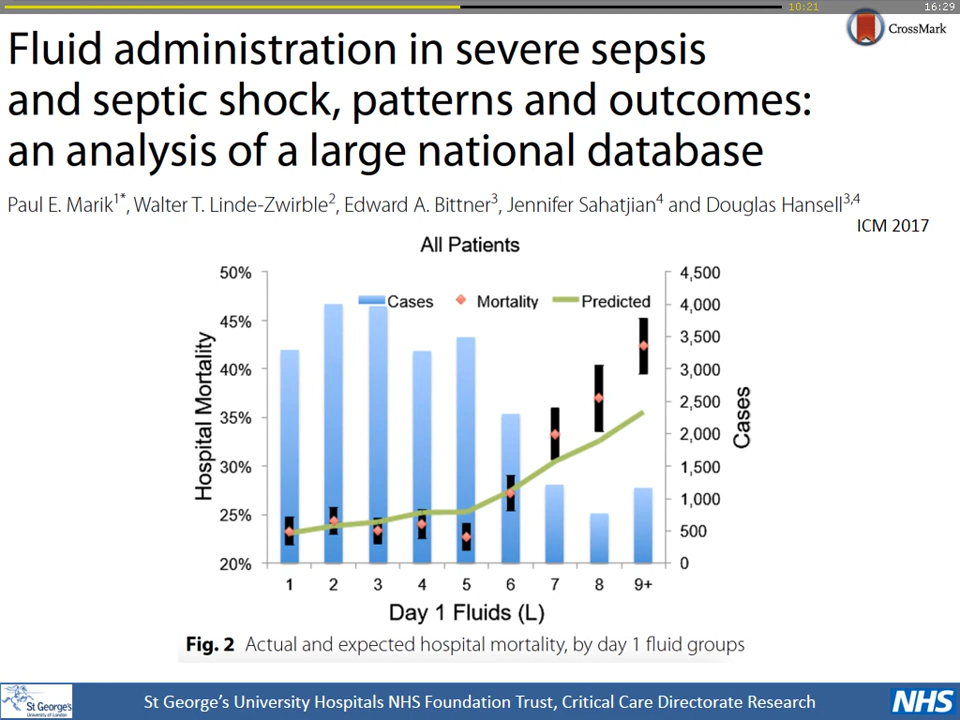 10:21
16:29
CrossMark
Fluid administration in severe sepsis
and septic shock, patterns and outcomes:
an analysis of a large national database
Paul E. Marik1*, Walter T. Linde-Zwirble2, Edward A. Bittner3, Jennifer Sahatjian4 and Douglas Hansell3,4
ICM 2017
All Patients
50%
45%
40%
35%
30%
25%
20%
Hospital Mortality
Cases
Mortality
Predicted
4,500
4,000
3,500
3,000
2,500
2,000
1,500
1,000
500
0
Cases
1 2 3 4 5 6 7 8 9+
Day 1 Fluids (L)
Fig. 2 Actual and expected hospital mortality, by day 1 fluid groups
St George's
University of London
St George's University Hospitals NHS Foundation Trust, Critical Care Directorate Research
NHS